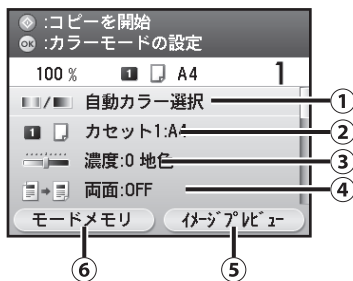 :コピーを開始
OK :カラーモードの設定
100 % 1 A4 1
自動カラー選択 ①
1 カセット1:A4 ②
濃度:0 地色 ③
両面:OFF ④
モードメモリ イメージプレビュー
⑥ ⑤